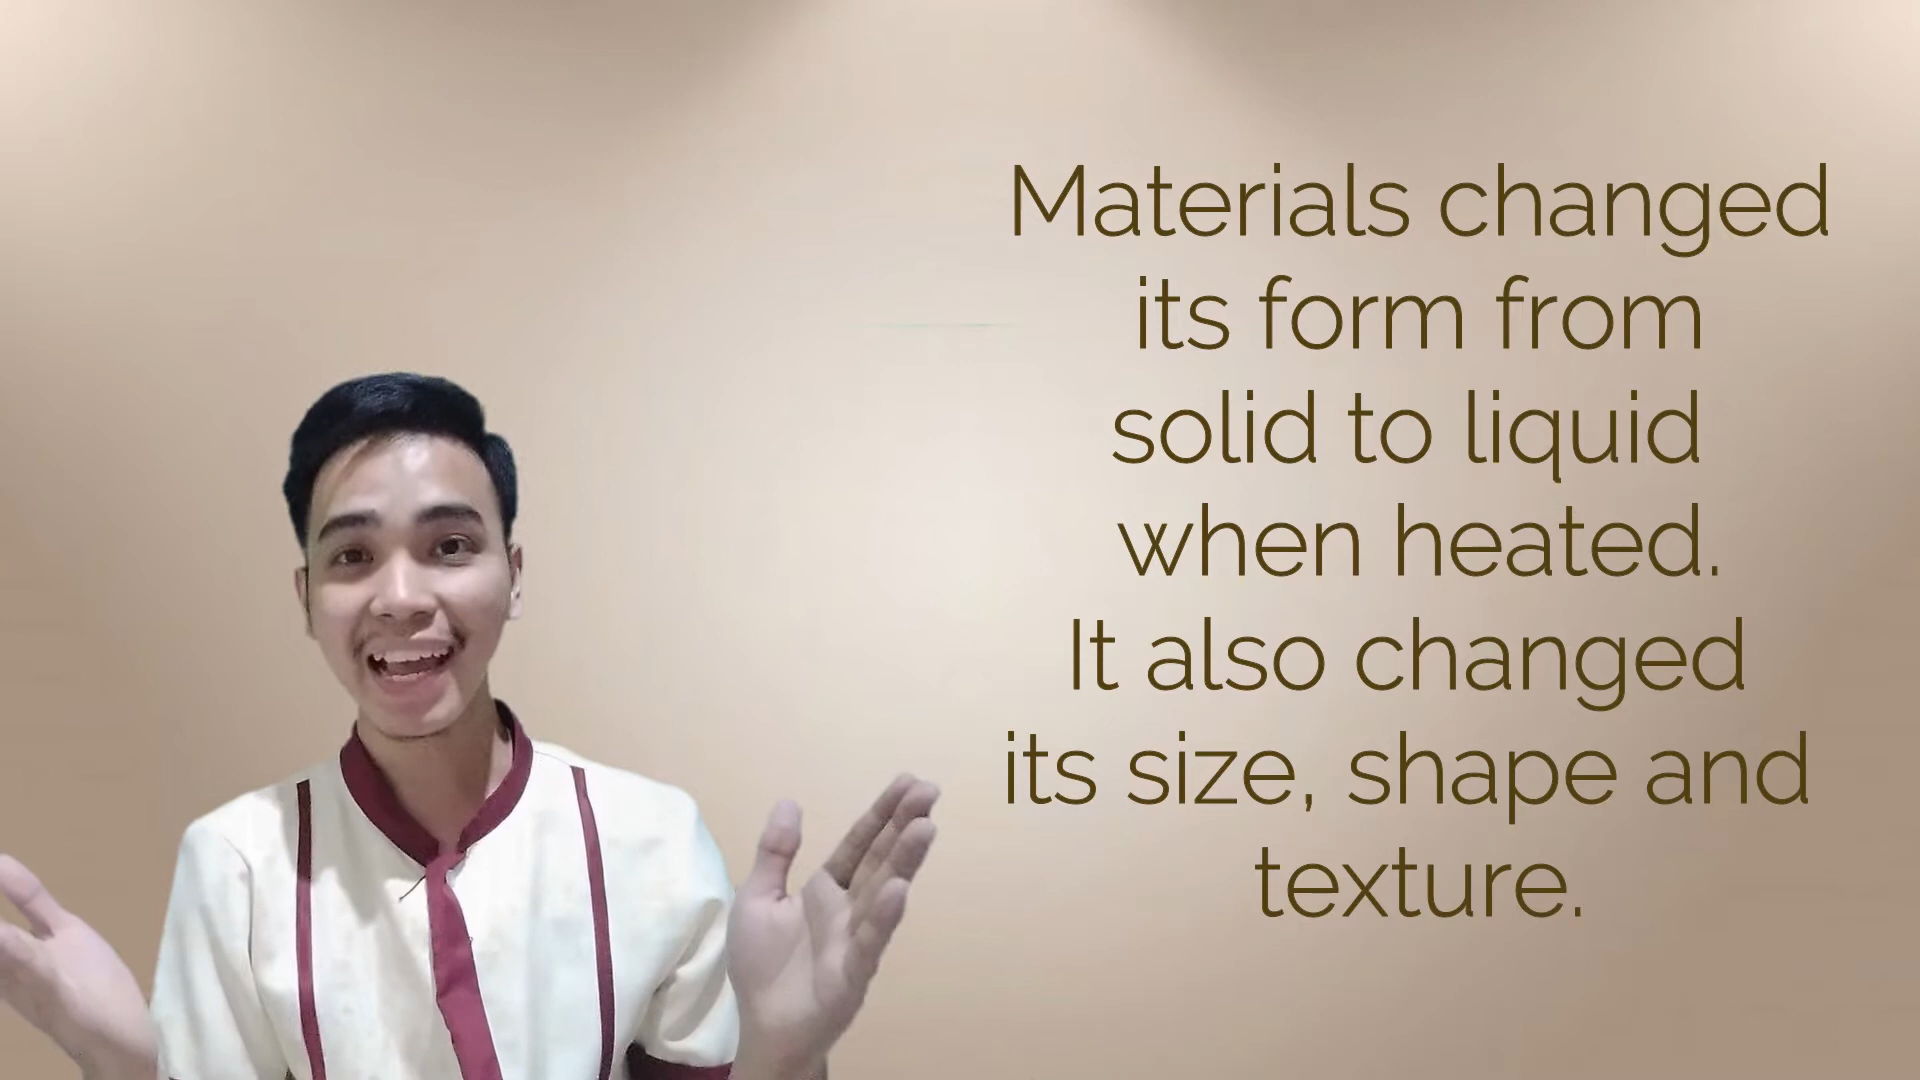 Materials changed
its form from
solid to liquid
when heated.
It also changed
its size, shape and
texture.